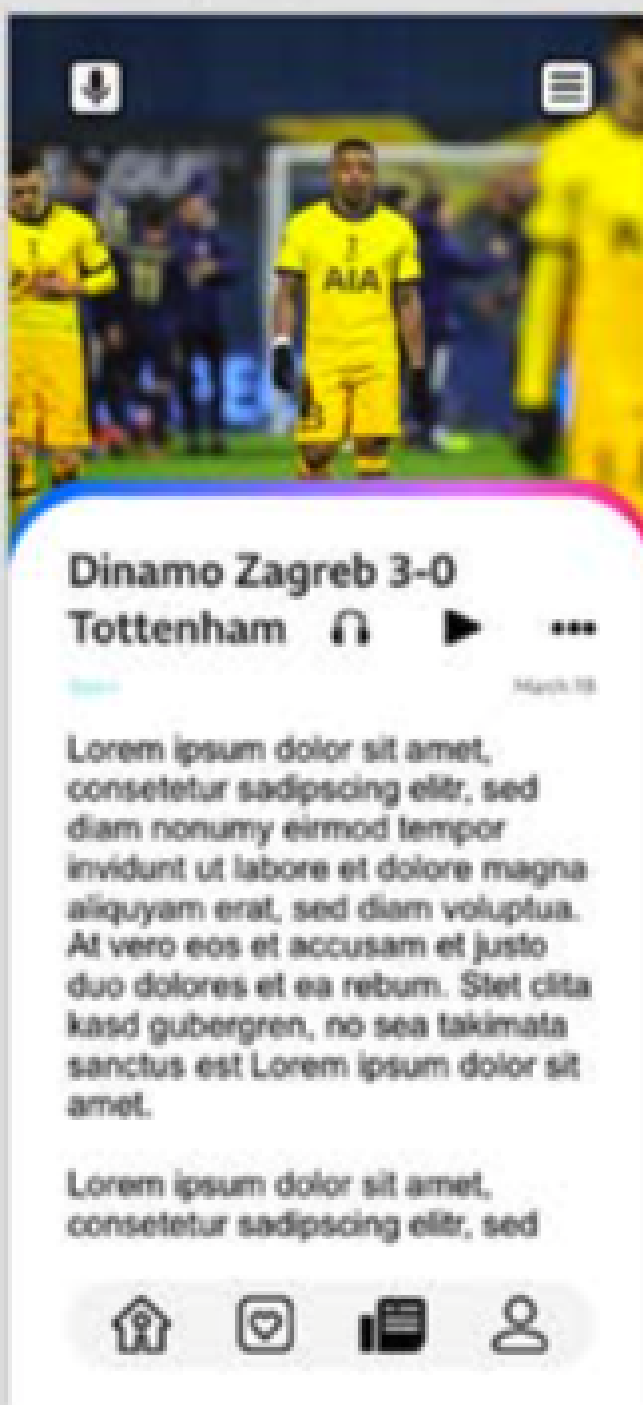 AIA
Dinamo Zagreb 3-0
Tottenham
March 18
Lorem ipsum dolor sit amet,
consetetur sadipscing elitr, sed
diam nonumy eirmod tempor
invidunt ut labore et dolore magna
aliquyam erat, sed diam voluptua.
At vero eos et accusam et justo
duo dolores et ea rebum. Stet clita
kasd gubergren, no sea takimata
sanctus est Lorem ipsum dolor sit
amet.
Lorem ipsum dolor sit amet,
consetetur sadipscing elitr, sed